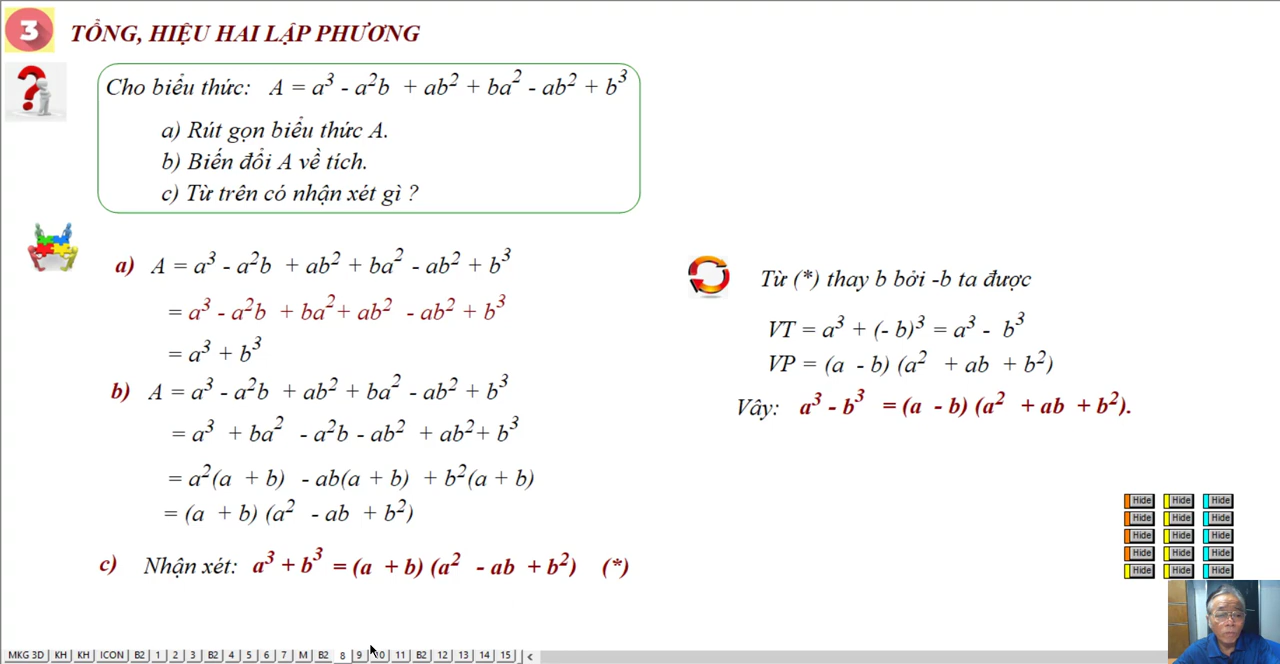 3 TỔNG, HIỆU HAI LẬP PHƯƠNG
Cho biểu thức: A = a³ - a²b + ab² + ba² - ab² + b³
a) Rút gọn biểu thức A.
b) Biến đổi A về tích.
c) Từ trên có nhận xét gì ?
a) A = a³ - a²b + ab² + ba² - ab² + b³
= a³ - a²b + ba² + ab² - ab² + b³
= a³ + b³
b) A = a³ - a²b + ab² + ba² - ab² + b³
= a³ + ba² - a²b - ab² + ab² + b³
= a²(a + b) - ab(a + b) + b²(a + b)
= (a + b) (a² - ab + b²)
c) Nhận xét: a³ + b³ = (a + b) (a² - ab + b²) (*)
Từ (*) thay b bởi -b ta được
VT = a³ + (- b)³ = a³ - b³
VP = (a - b) (a² + ab + b²)
Vây: a³ - b³ = (a - b) (a² + ab + b²).
Hide Hide Hide
Hide Hide Hide
Hide Hide Hide
Hide Hide Hide
Hide Hide Hide
MKG 3D KH KH ICON B2 1 2 3 B2 4 5 6 7 M B2 8 9 10 11 B2 12 13 14 15 <